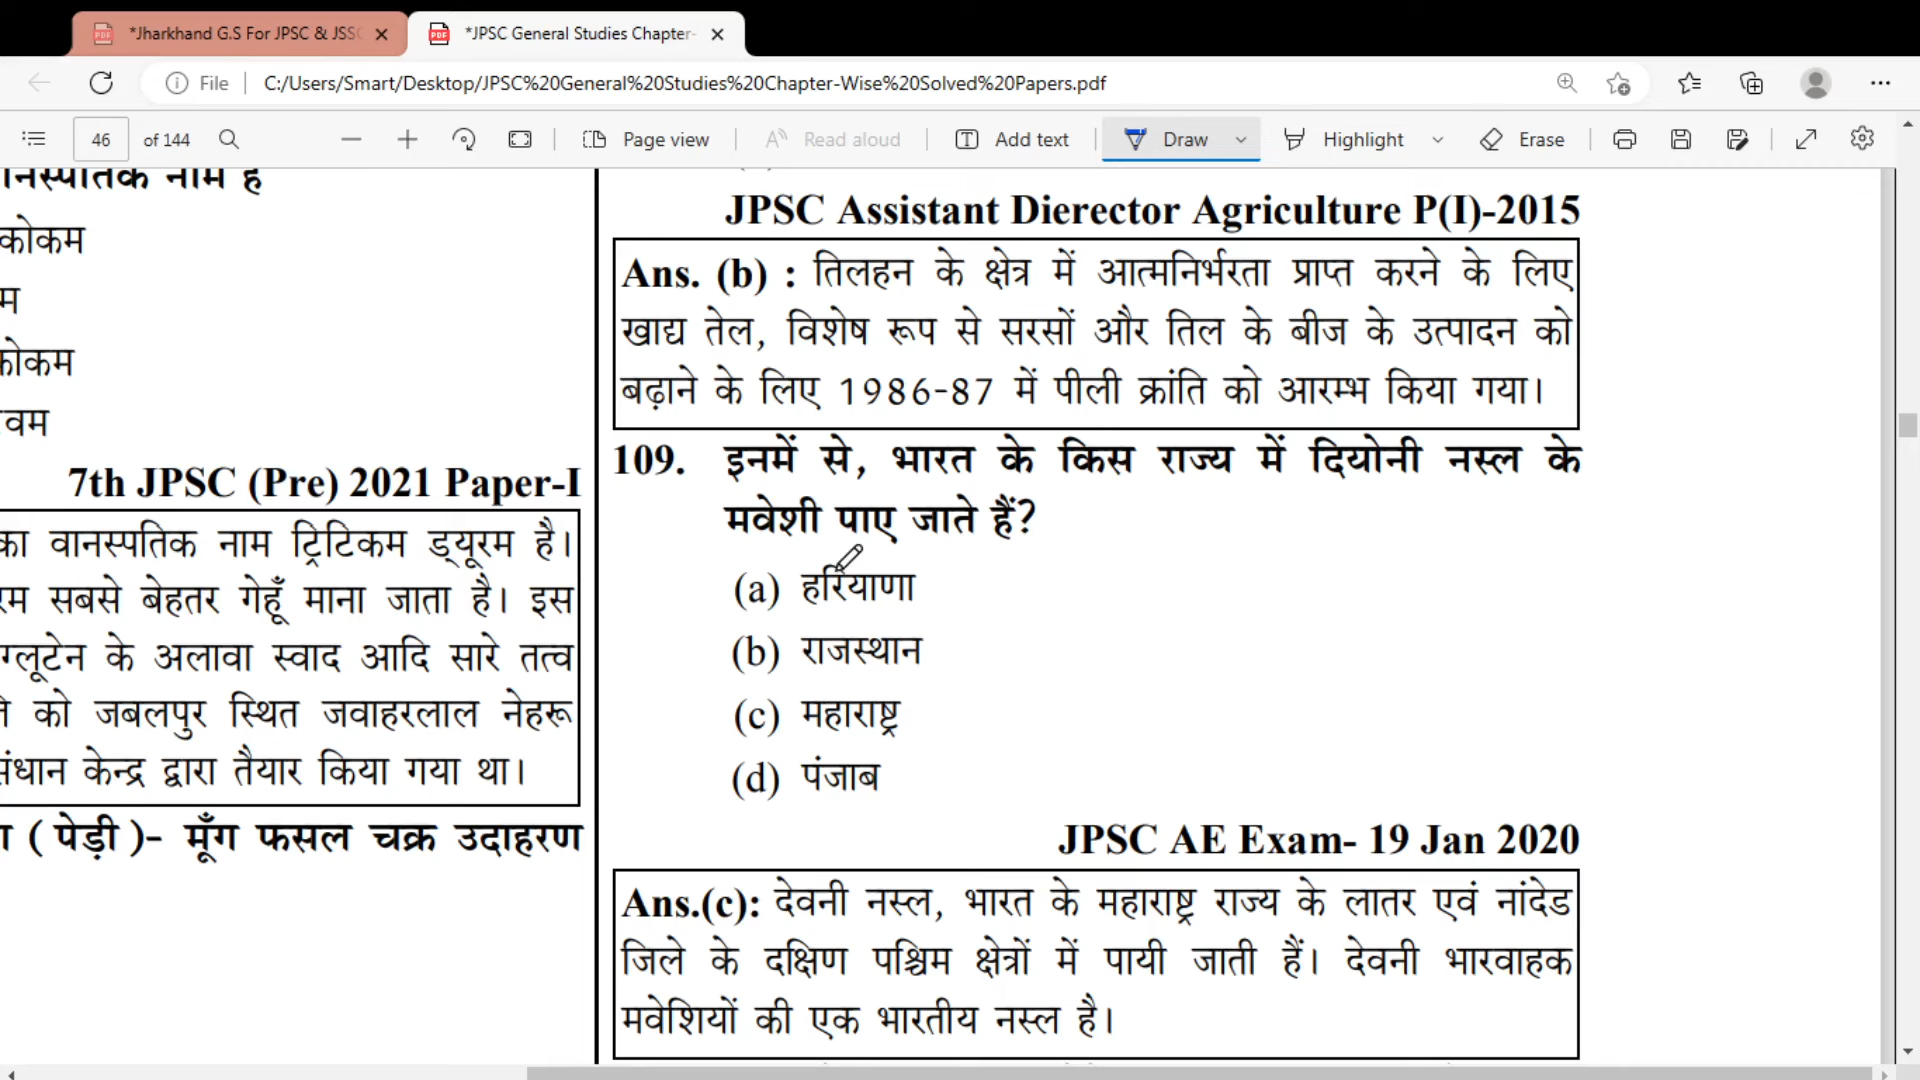 *Jharkhand G.S For JPSC & JSSC
*JPSC General Studies Chapter-
File
C:/Users/Smart/Desktop/JPSC%20General%20Studies%20Chapter-Wise%20Solved%20Papers.pdf
46 of 144
Page view
Read aloud
Add text
Draw
Highlight
Erase
नाम है
कोकम
म
कोकम
वम
7th JPSC (Pre) 2021 Paper-I
का वानस्पतिक नाम ट्रिटिकम ड्यूरम है।
रम सबसे बेहतर गेहूँ माना जाता है। इस
ग्लूटेन के अलावा स्वाद आदि सारे तत्व
को जबलपुर स्थित जवाहरलाल नेहरू
संधान केन्द्र द्वारा तैयार किया गया था।
(पेड़ी)- मूँग फसल चक्र उदाहरण
JPSC Assistant Dierector Agriculture P(I)-2015
Ans. (b) : तिलहन के क्षेत्र में आत्मनिर्भरता प्राप्त करने के लिए
खाद्य तेल, विशेष रूप से सरसों और तिल के बीज के उत्पादन को
बढ़ाने के लिए 1986-87 में पीली क्रांति को आरम्भ किया गया।
109. इनमें से, भारत के किस राज्य में दियोनी नस्ल के
मवेशी पाए जाते हैं?
(a) हरियाणा
(b) राजस्थान
(c) महाराष्ट्र
(d) पंजाब
JPSC AE Exam- 19 Jan 2020
Ans.(c): देवनी नस्ल, भारत के महाराष्ट्र राज्य के लातर एवं नांदेड
जिले के दक्षिण पश्चिम क्षेत्रों में पायी जाती हैं। देवनी भारवाहक
मवेशियों की एक भारतीय नस्ल है।